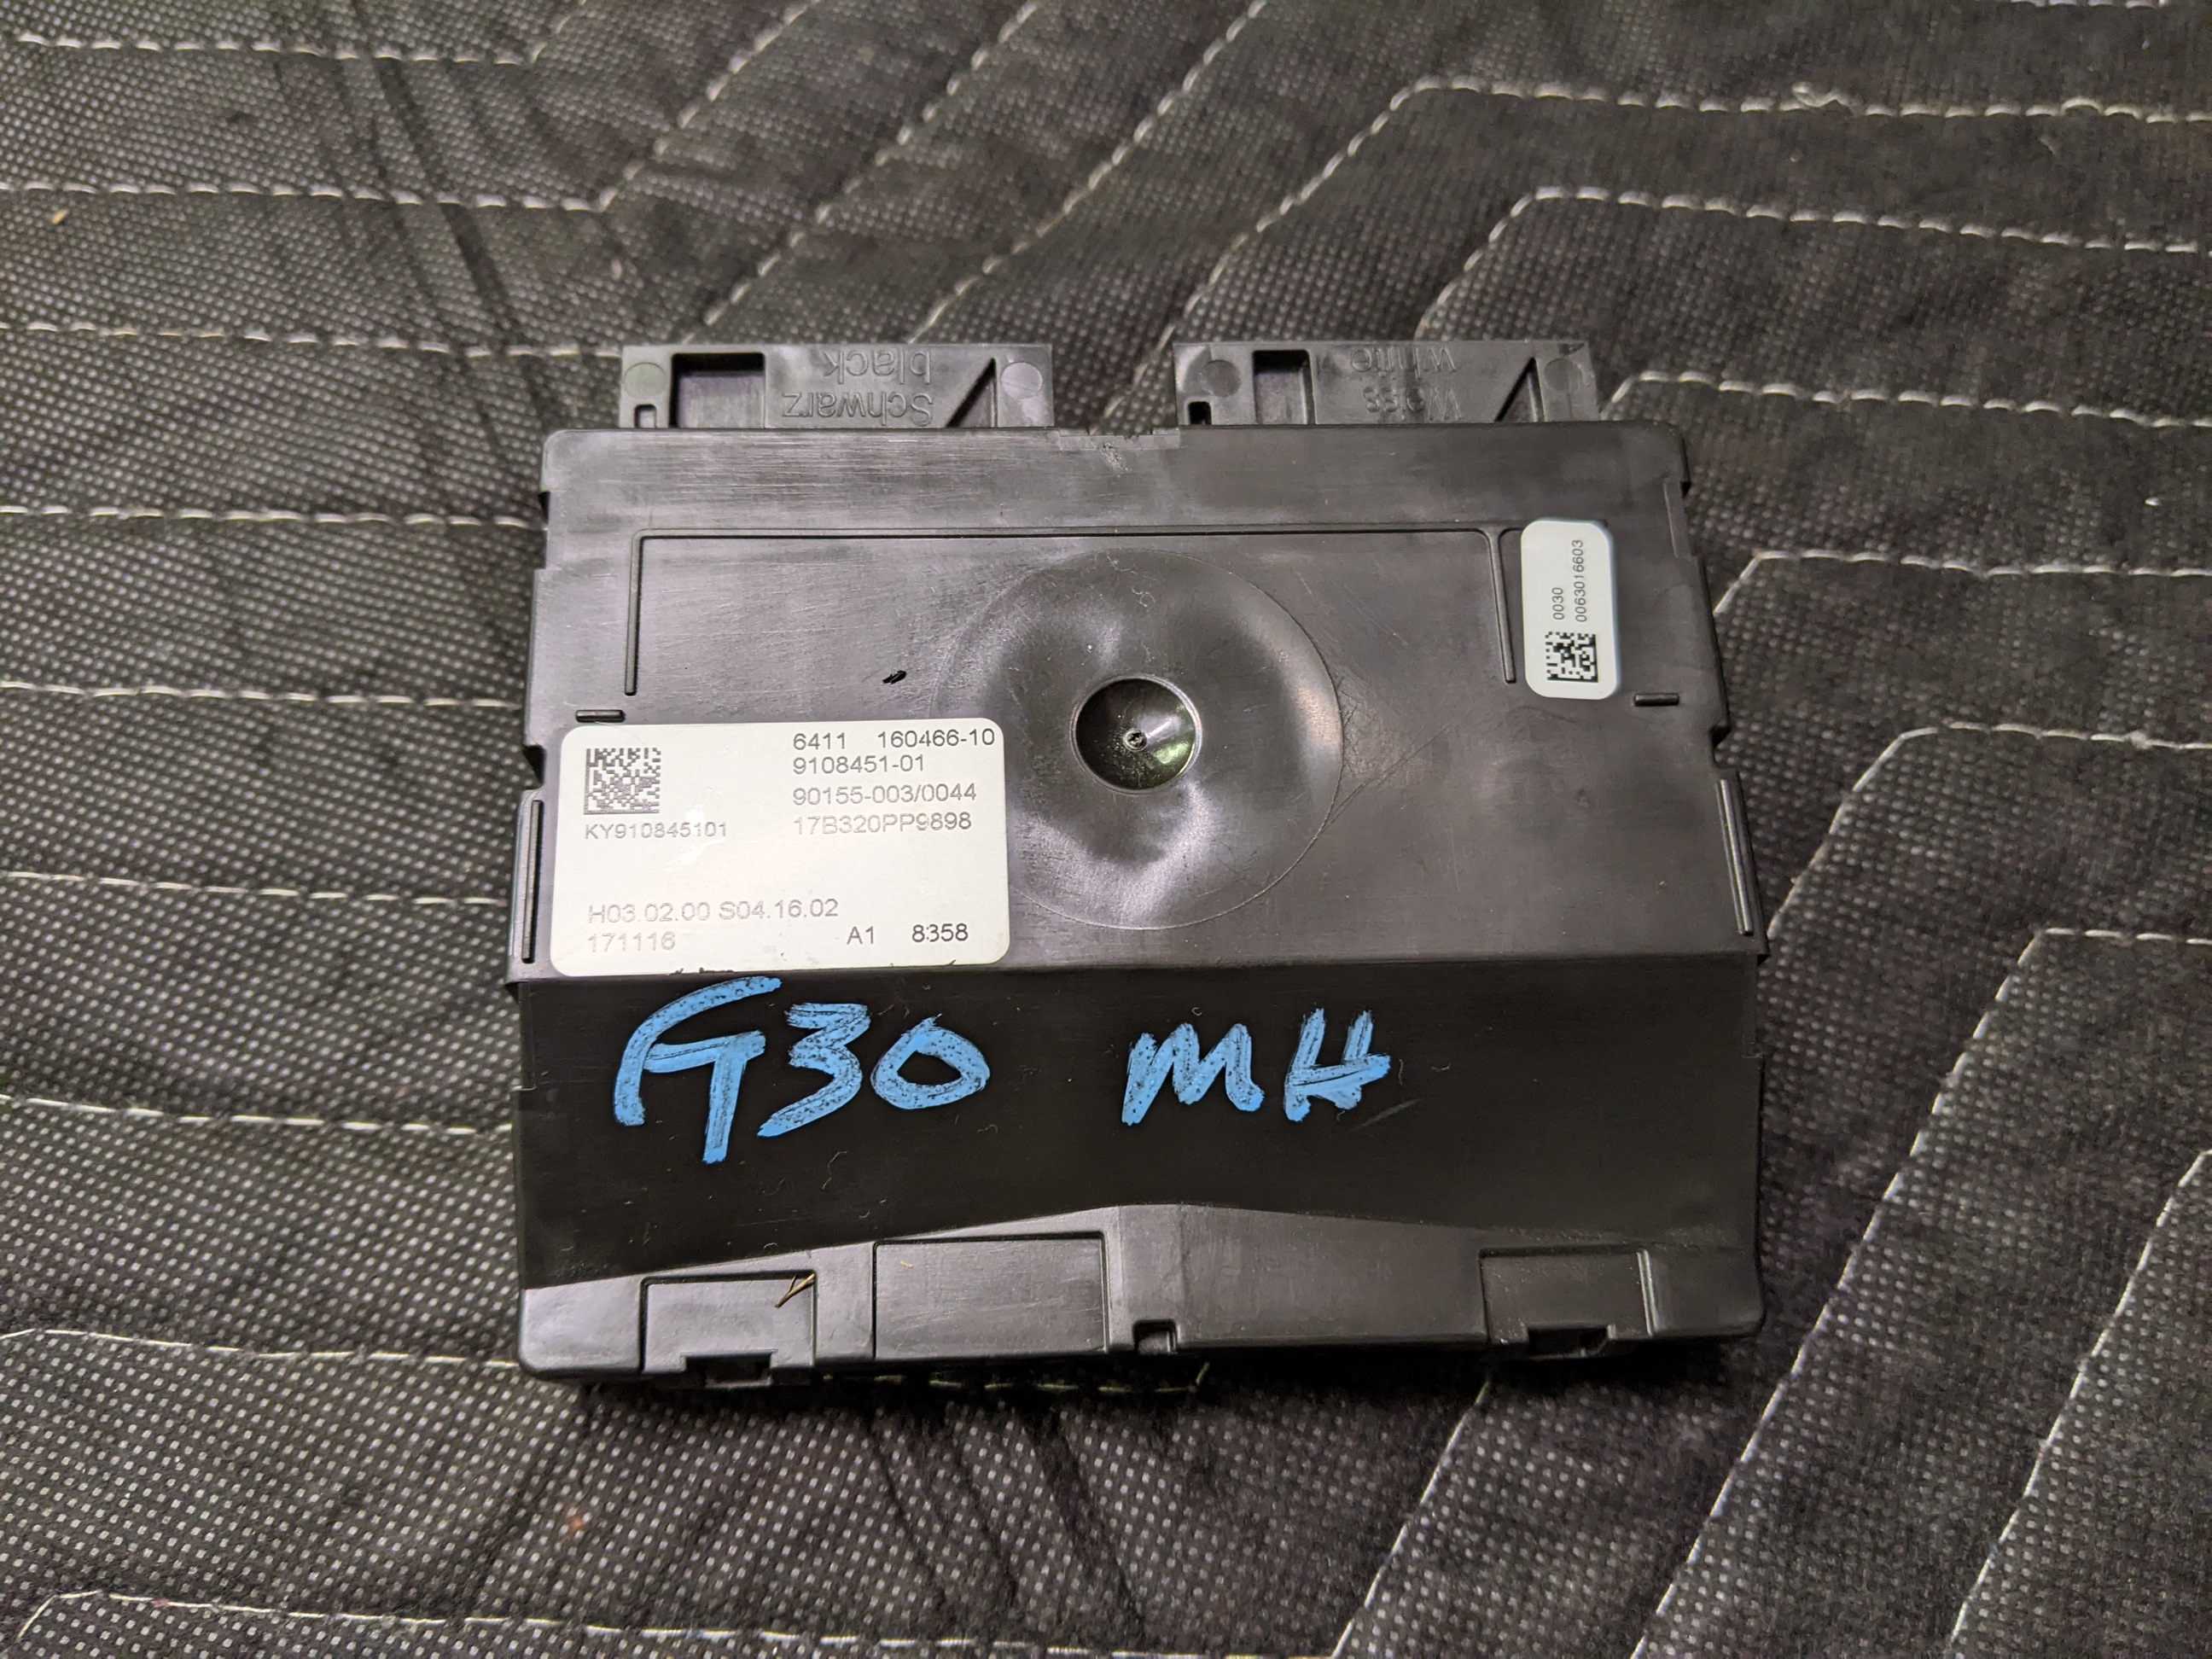 Schwarz
black
Weiss
white
0030
0063016603
6411 160466-10
9108451-01
90155-003/0044
KY910845101 17B320PP9898
H03.02.00 S04.16.02
171116 A1 8358
G30 MH